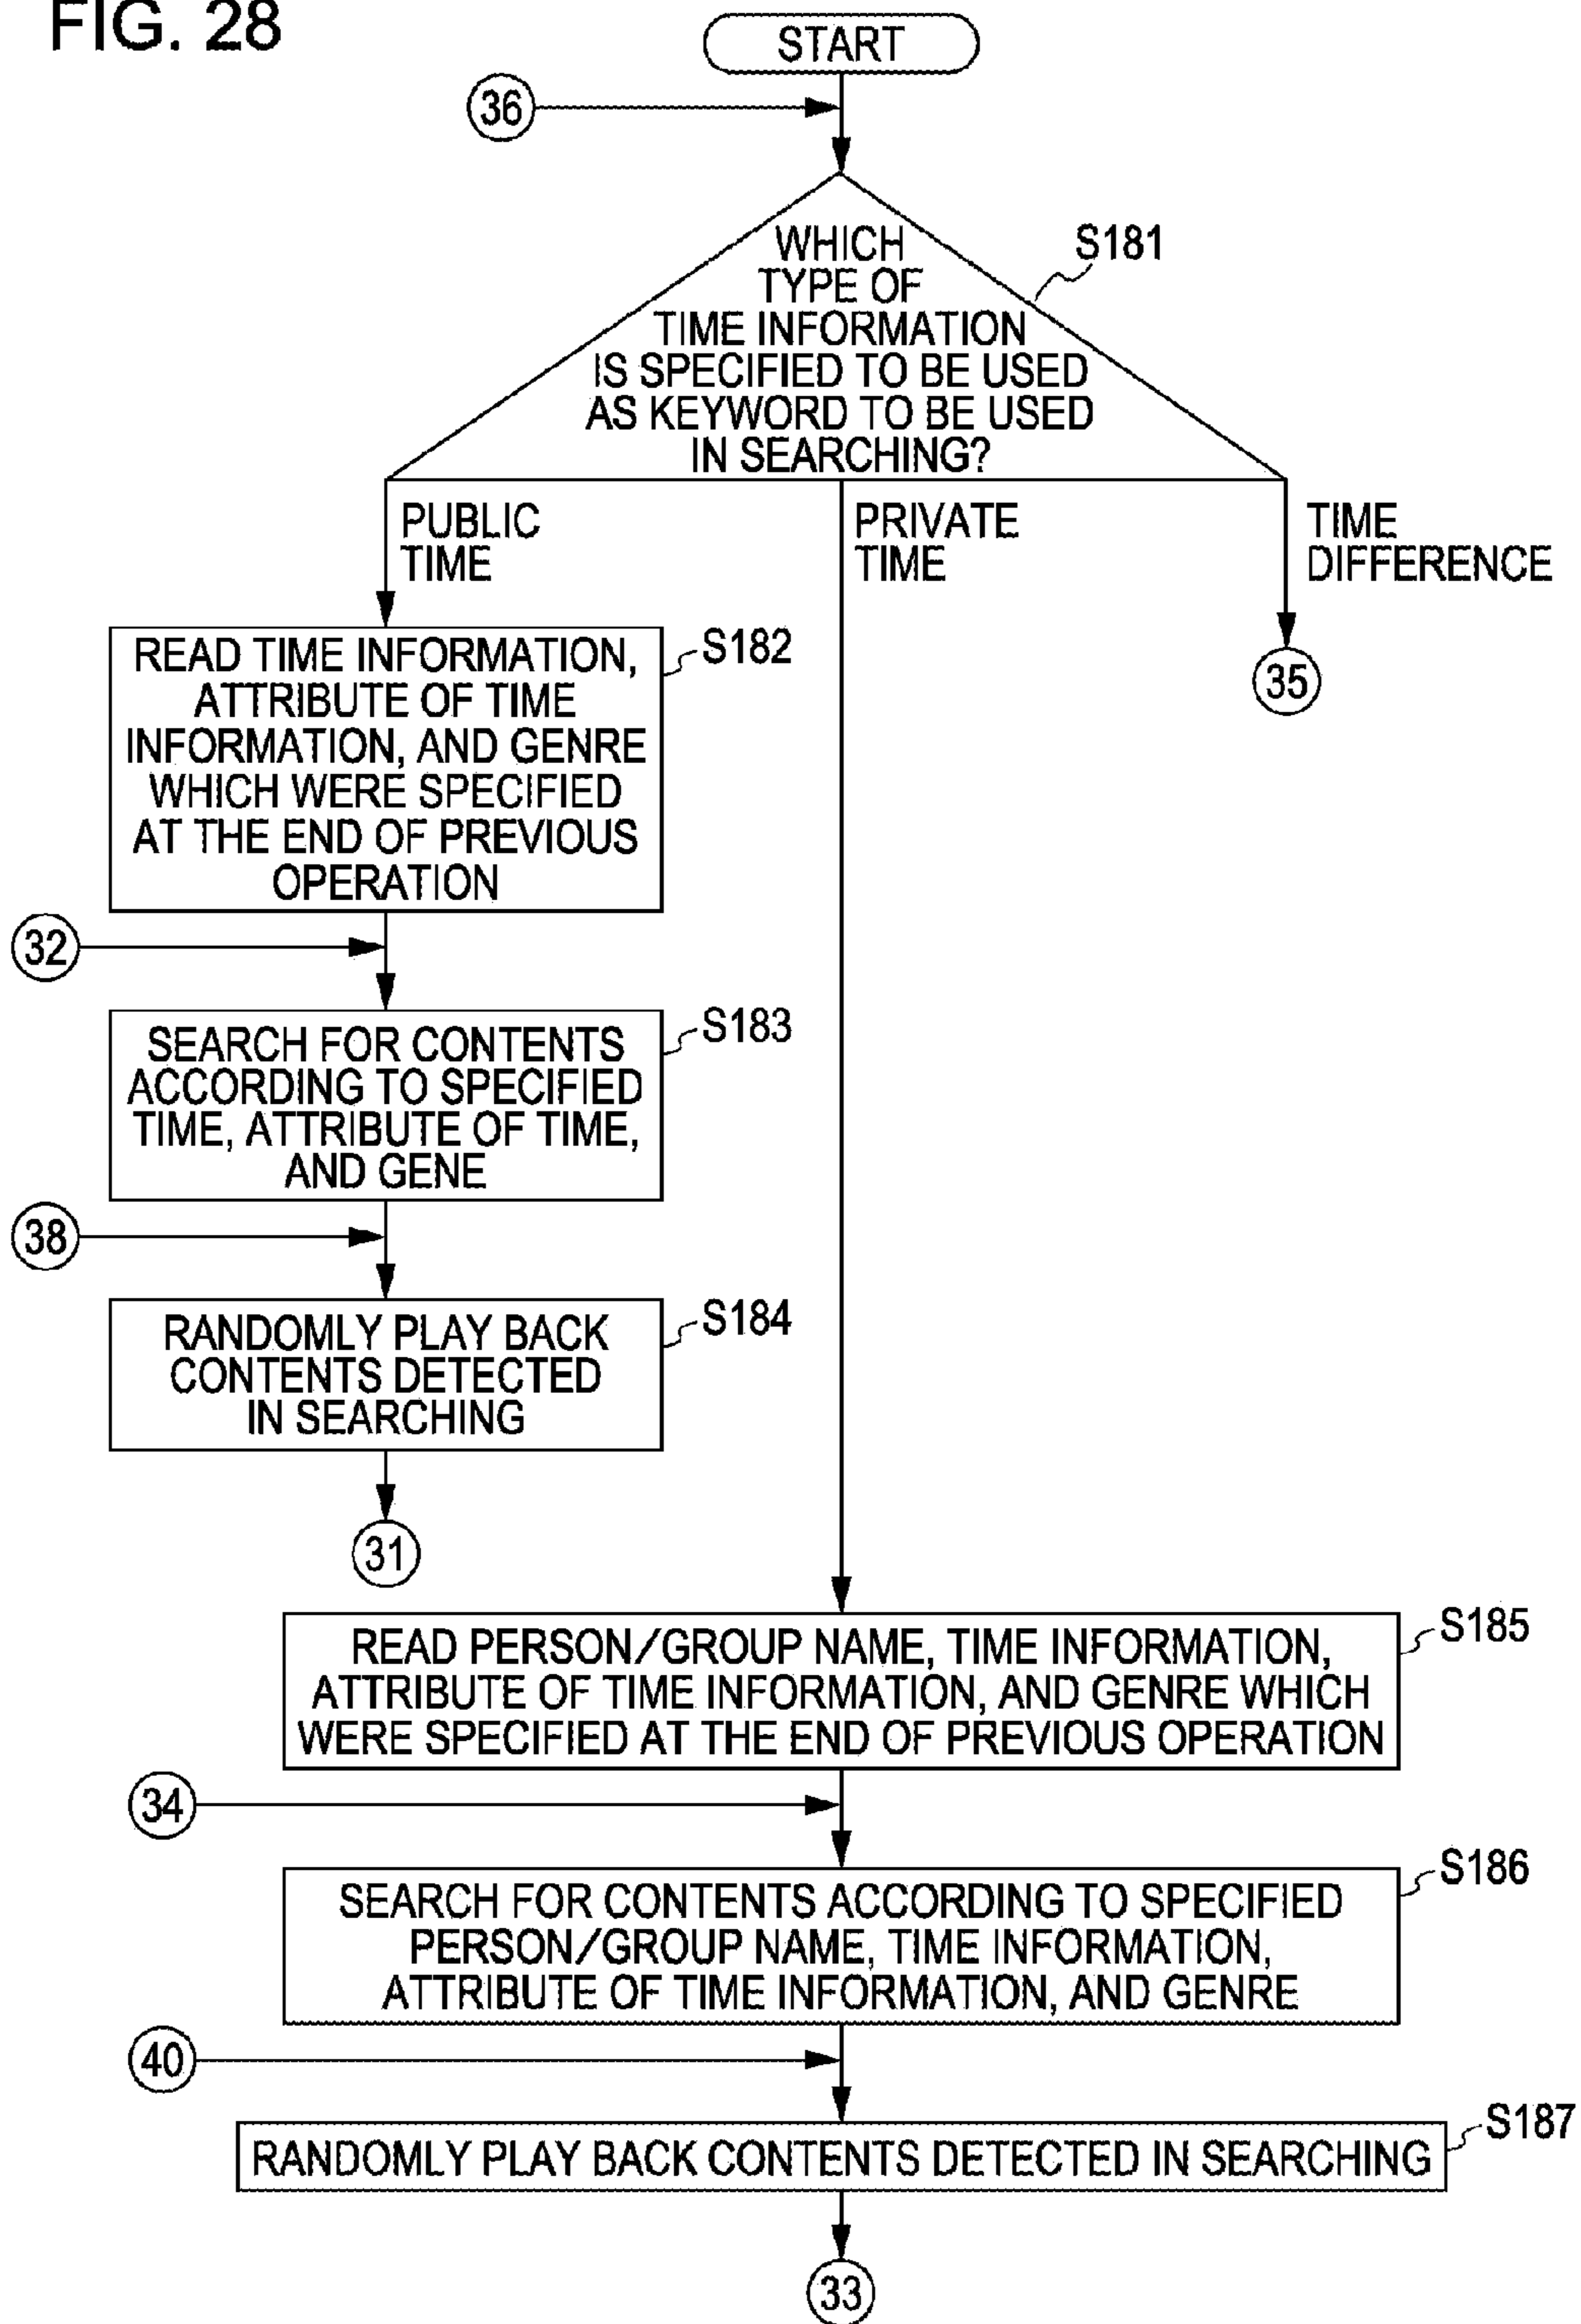 FIG. 28
START
36
WHICH
TYPE OF
TIME INFORMATION
IS SPECIFIED TO BE USED
AS KEYWORD TO BE USED
IN SEARCHING?
S181
PUBLIC
TIME
PRIVATE
TIME
TIME
DIFFERENCE
35
READ TIME INFORMATION,
ATTRIBUTE OF TIME
INFORMATION, AND GENRE
WHICH WERE SPECIFIED
AT THE END OF PREVIOUS
OPERATION
S182
32
SEARCH FOR CONTENTS
ACCORDING TO SPECIFIED
TIME, ATTRIBUTE OF TIME,
AND GENE
S183
38
RANDOMLY PLAY BACK
CONTENTS DETECTED
IN SEARCHING
S184
31
READ PERSON/GROUP NAME, TIME INFORMATION,
ATTRIBUTE OF TIME INFORMATION, AND GENRE WHICH
WERE SPECIFIED AT THE END OF PREVIOUS OPERATION
S185
34
SEARCH FOR CONTENTS ACCORDING TO SPECIFIED
PERSON/GROUP NAME, TIME INFORMATION,
ATTRIBUTE OF TIME INFORMATION, AND GENRE
S186
40
RANDOMLY PLAY BACK CONTENTS DETECTED IN SEARCHING
S187
33